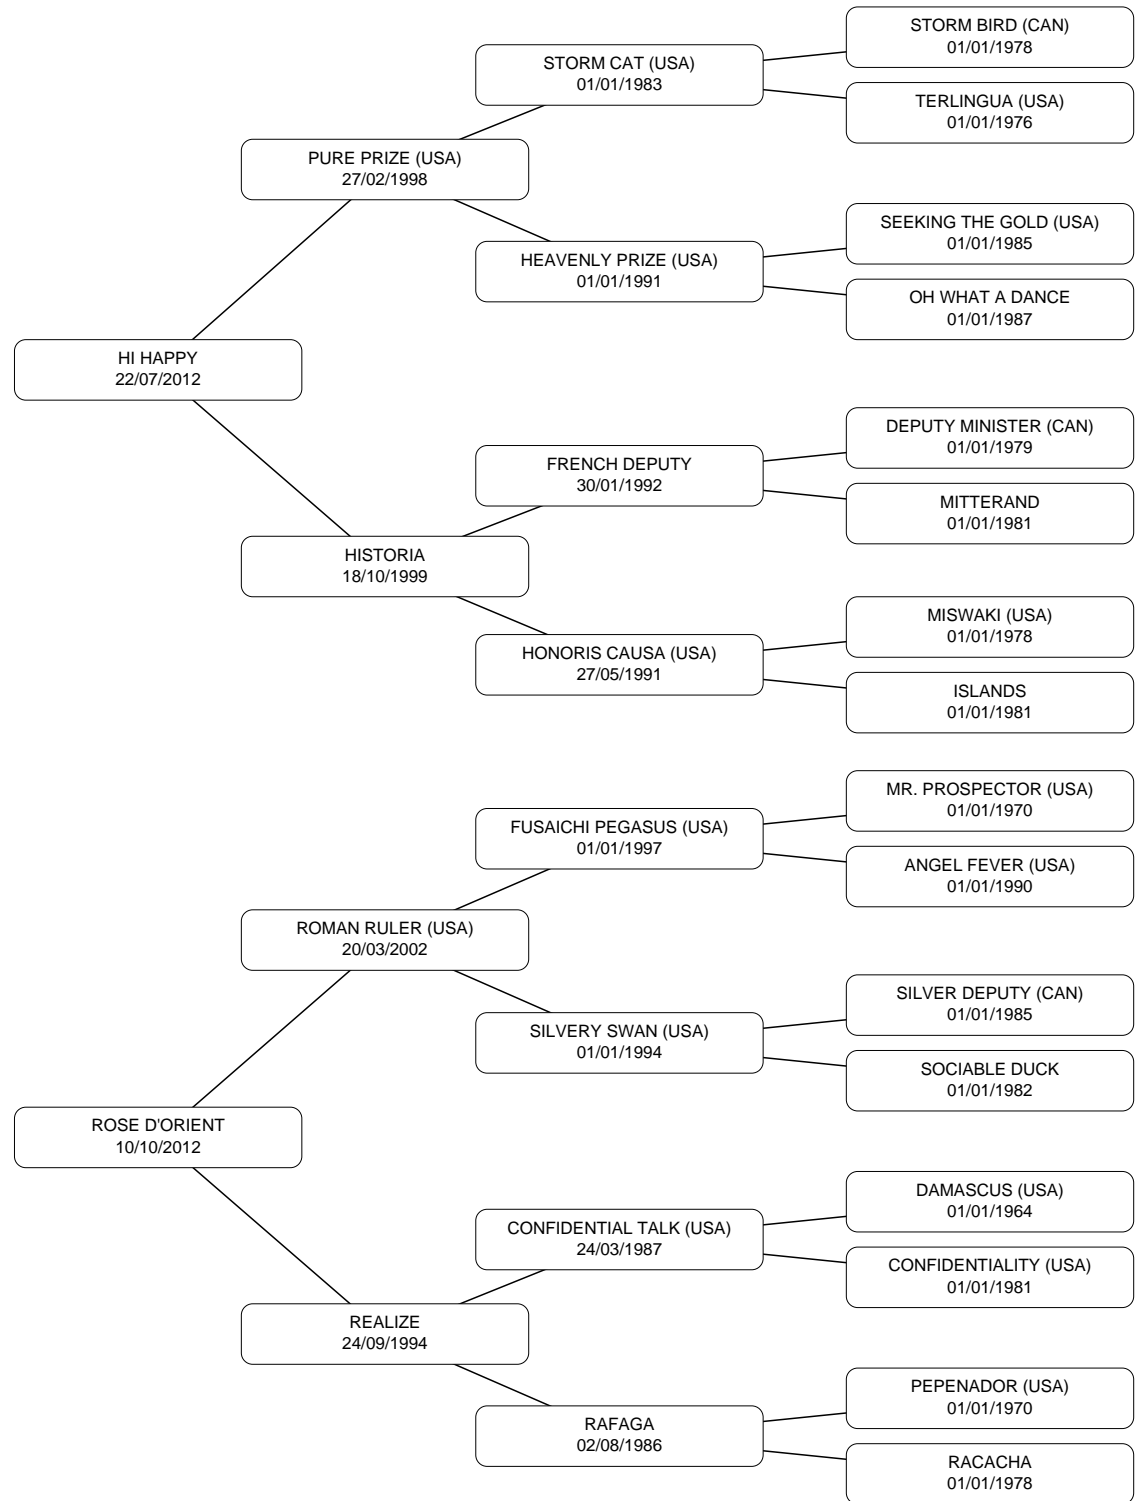 STORM BIRD (CAN)
01/01/1978
STORM CAT (USA)
01/01/1983
TERLINGUA (USA)
01/01/1976
PURE PRIZE (USA)
27/02/1998
SEEKING THE GOLD (USA)
01/01/1985
HEAVENLY PRIZE (USA)
01/01/1991
OH WHAT A DANCE
01/01/1987
HI HAPPY
22/07/2012
DEPUTY MINISTER (CAN)
01/01/1979
FRENCH DEPUTY
30/01/1992
MITTERAND
01/01/1981
HISTORIA
18/10/1999
MISWAKI (USA)
01/01/1978
HONORIS CAUSA (USA)
27/05/1991
ISLANDS
01/01/1981
MR. PROSPECTOR (USA)
01/01/1970
FUSAICHI PEGASUS (USA)
01/01/1997
ANGEL FEVER (USA)
01/01/1990
ROMAN RULER (USA)
20/03/2002
SILVER DEPUTY (CAN)
01/01/1985
SILVERY SWAN (USA)
01/01/1994
SOCIABLE DUCK
01/01/1982
ROSE D'ORIENT
10/10/2012
DAMASCUS (USA)
01/01/1964
CONFIDENTIAL TALK (USA)
24/03/1987
CONFIDENTIALITY (USA)
01/01/1981
REALIZE
24/09/1994
PEPENADOR (USA)
01/01/1970
RAFAGA
02/08/1986
RACACHA
01/01/1978